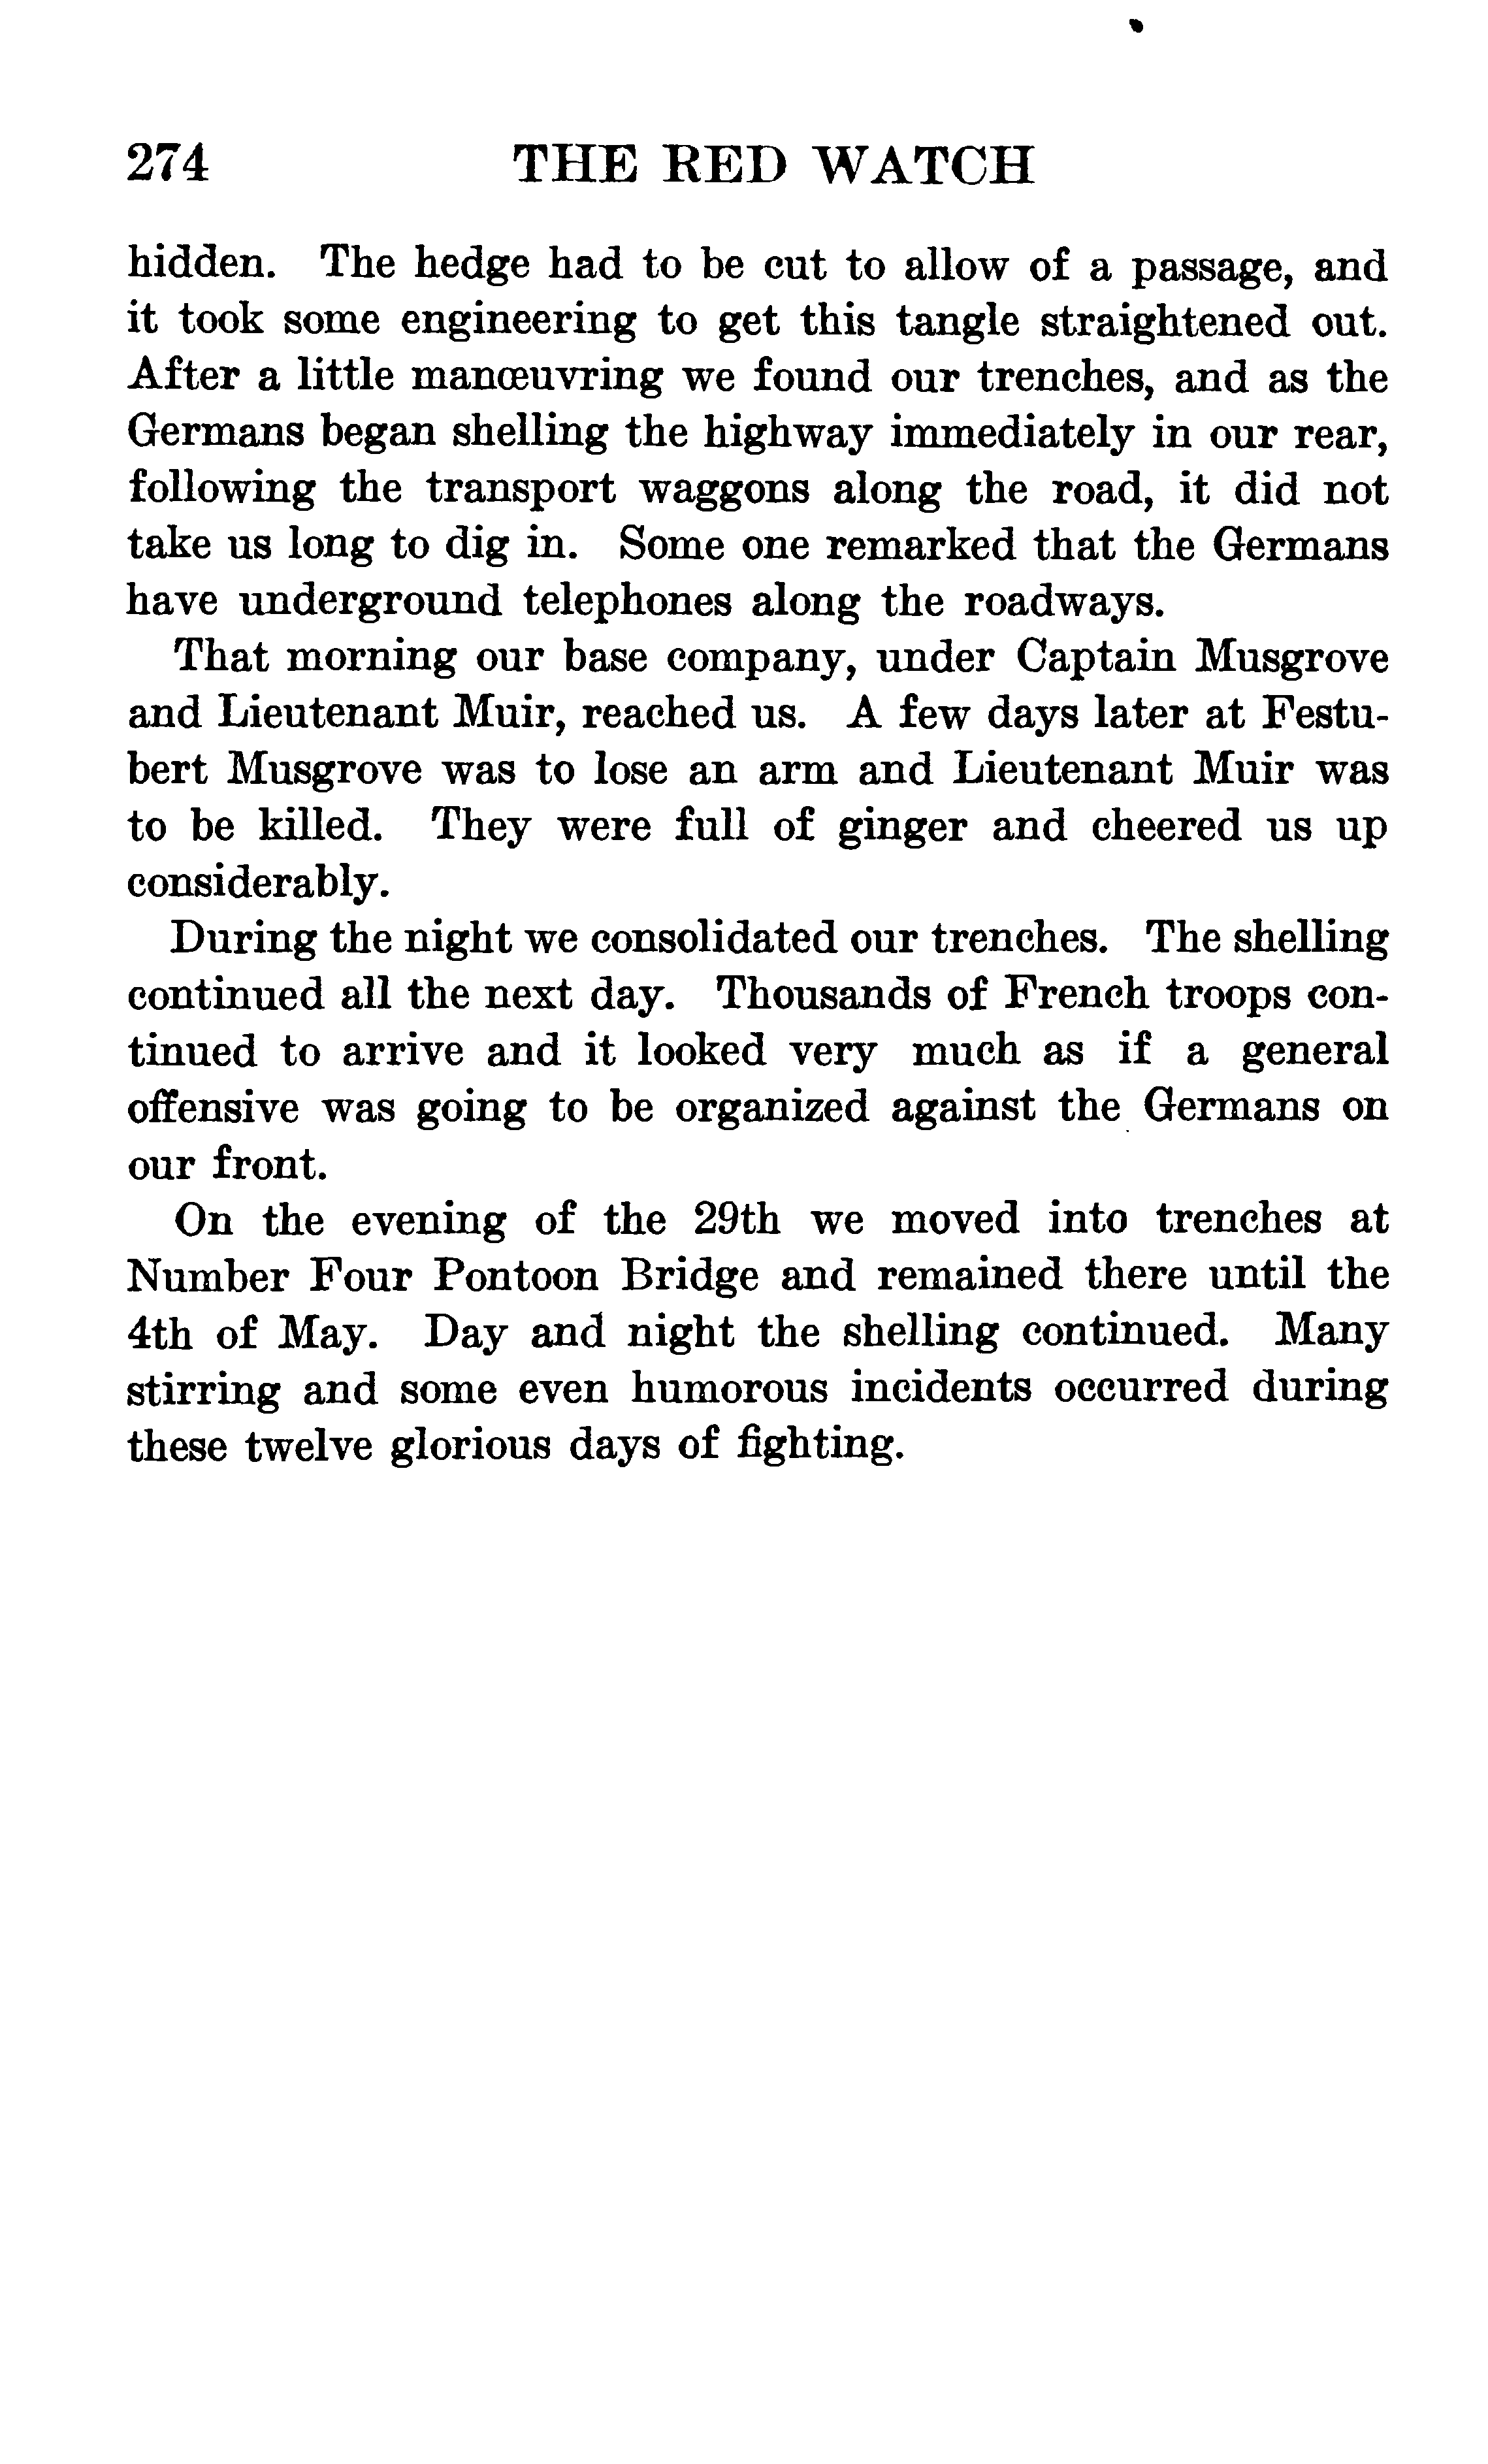 274 THE RED WATCH
hidden. The hedge had to be cut to allow of a passage, and
it took some engineering to get this tangle straightened out.
After a little manœuvring we found our trenches, and as the
Germans began shelling the highway immediately in our rear,
following the transport waggons along the road, it did not
take us long to dig in. Some one remarked that the Germans
have underground telephones along the roadways.
That morning our base company, under Captain Musgrove
and Lieutenant Muir, reached us. A few days later at Festu-
bert Musgrove was to lose an arm and Lieutenant Muir was
to be killed. They were full of ginger and cheered us up
considerably.
During the night we consolidated our trenches. The shelling
continued all the next day. Thousands of French troops con-
tinued to arrive and it looked very much as if a general
offensive was going to be organized against the Germans on
our front.
On the evening of the 29th we moved into trenches at
Number Four Pontoon Bridge and remained there until the
4th of May. Day and night the shelling continued. Many
stirring and some even humorous incidents occurred during
these twelve glorious days of fighting.